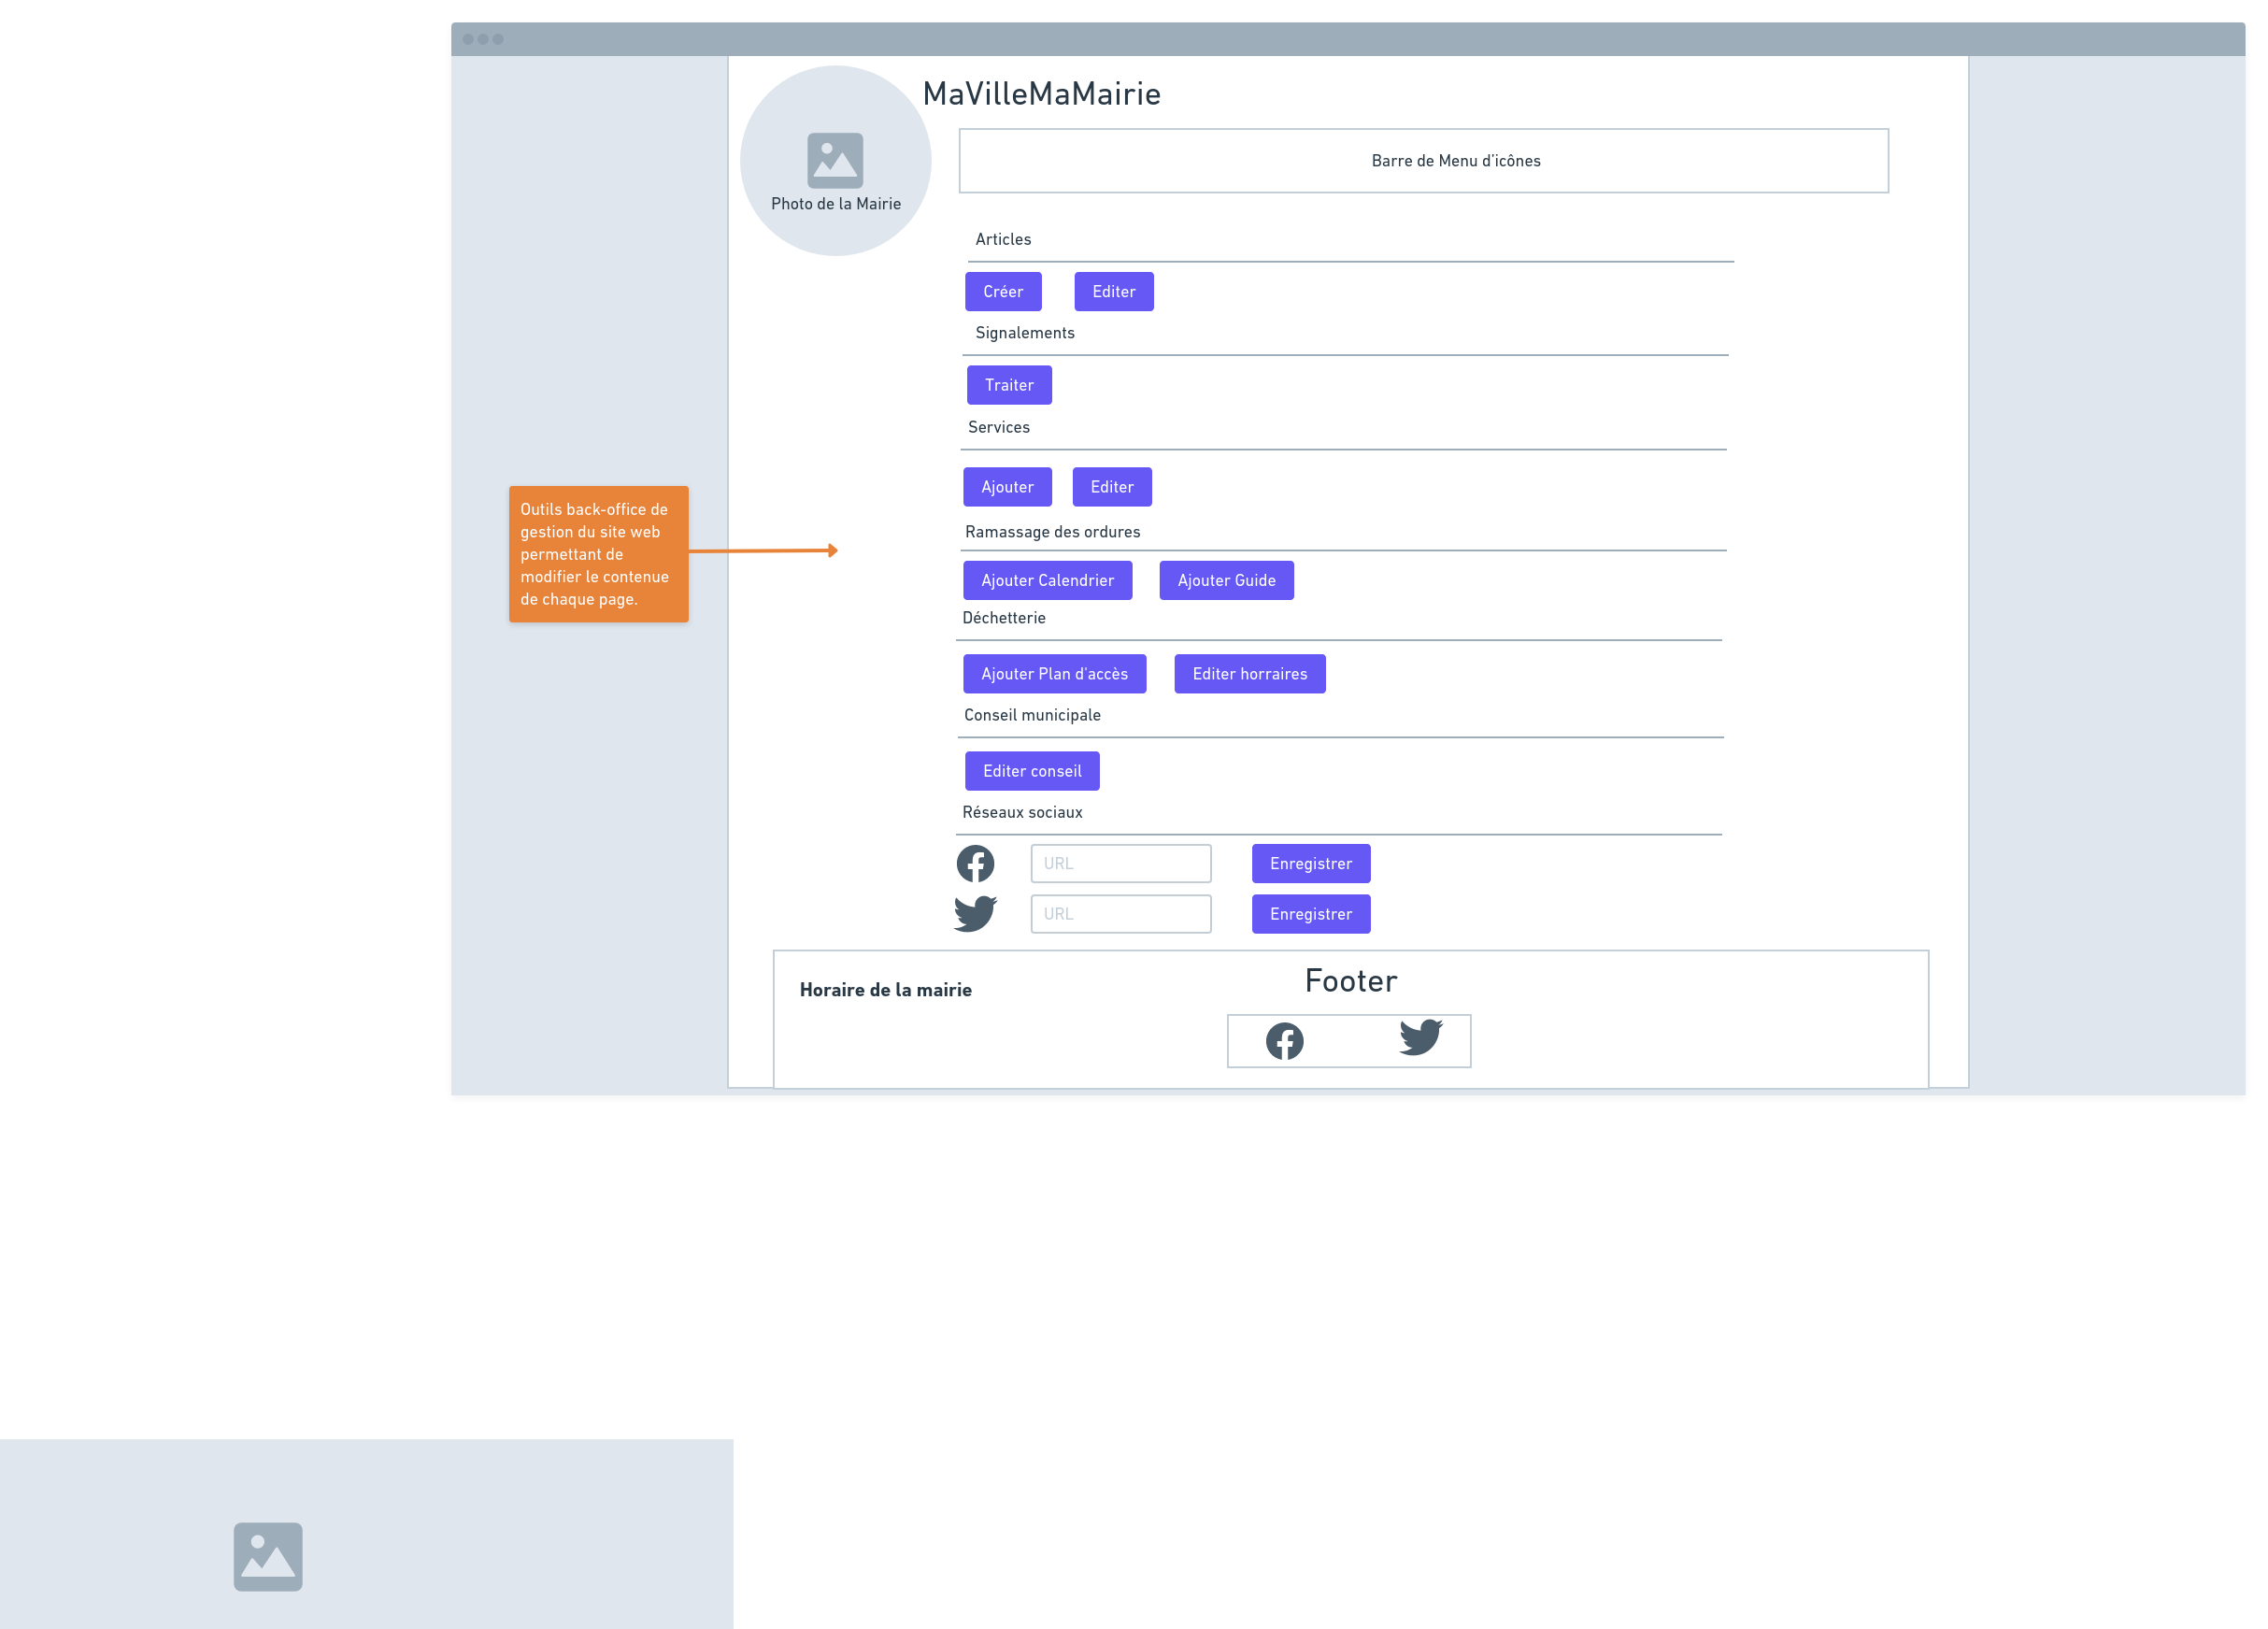 MaVilleMaMairie
Barre de Menu d'icônes
Photo de la Mairie
Articles
Créer Editer
Signalements
Traiter
Services
Ajouter Editer
Outils back-office de
gestion du site web
permettant de
modifier le contenue
de chaque page.
Ramassage des ordures
Ajouter Calendrier Ajouter Guide
Déchetterie
Ajouter Plan d'accès Editer horraires
Conseil municipale
Editer conseil
Réseaux sociaux
URL Enregistrer
URL Enregistrer
Footer
Horaire de la mairie